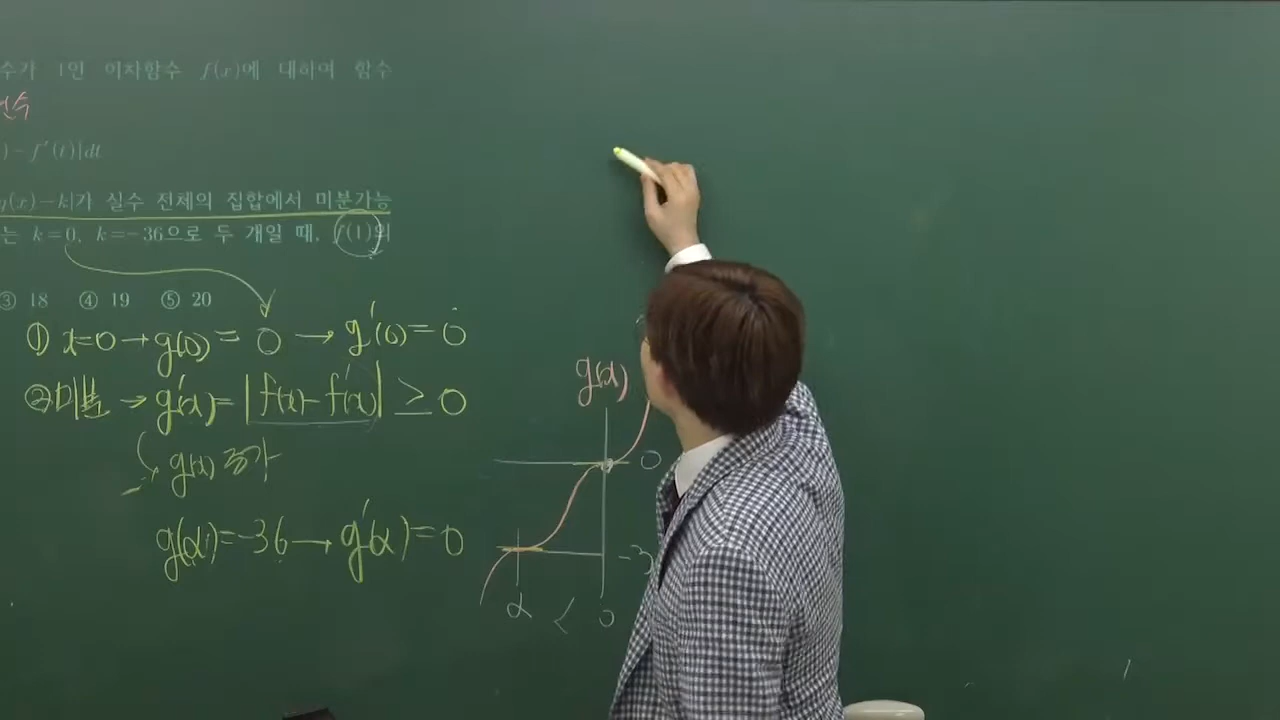 수가 1인 이차함수 f(x)에 대하여 함수
연수
)-f'(t)|dt
g(x)-k|가 실수 전체의 집합에서 미분가능
는 k=0, k=-36으로 두 개일 때, f(1)의
③ 18 ④ 19 ⑤ 20
① x=0→g(0)=0→g'(0)=0
②미분→g'(x)=|f(x)-f'(x)|≥0
g(x) 증가
g(α)=-36→g'(α)=0
g(x)
0
-3
α < 0